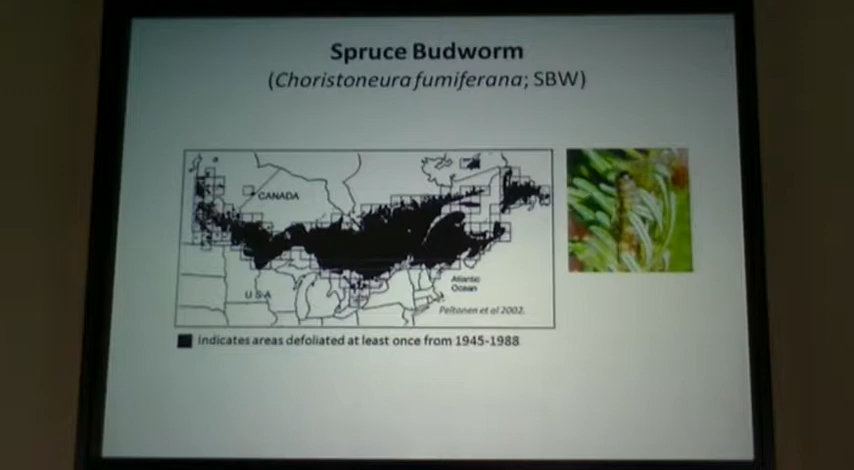 Spruce Budworm
(Choristoneura fumiferana; SBW)
CANADA
U S A
Atlantic
Ocean
Peltonen et al 2002.
Indicates areas defoliated at least once from 1945-1988